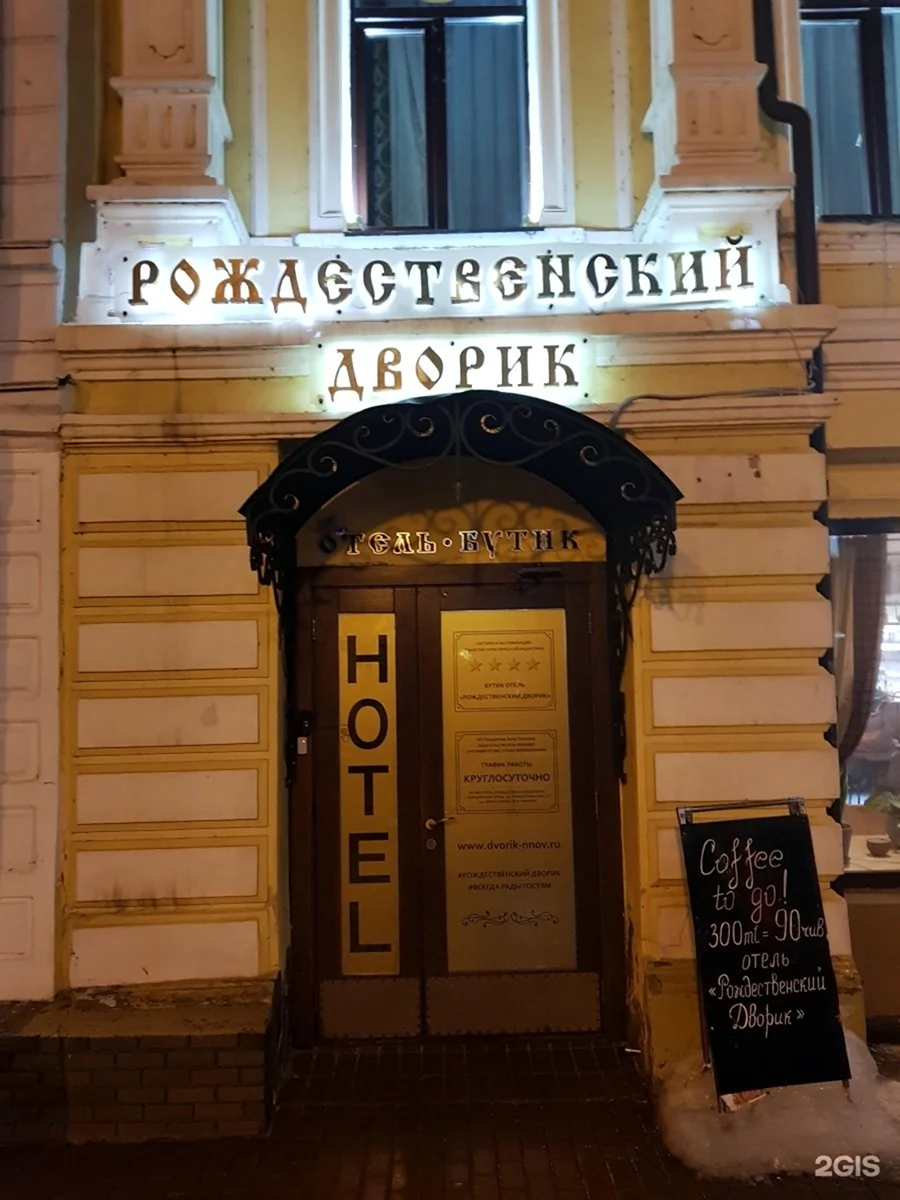 РОЖДЕСТВЕНСКИЙ
ДВОРИК
ОТЕЛЬ·БУТИК
HOTEL
БУТИК ОТЕЛЬ
«РОЖДЕСТВЕНСКИЙ ДВОРИК»
ГРАФИК РАБОТЫ
КРУГЛОСУТОЧНО
www.dvorik-nnov.ru
#РОЖДЕСТВЕНСКИЙ ДВОРИК
#ВСЕГДА РАДЫ ГОСТЯМ
Coffee
to go!
300ml = 90
отель
«Рождественский
Дворик»
2GIS